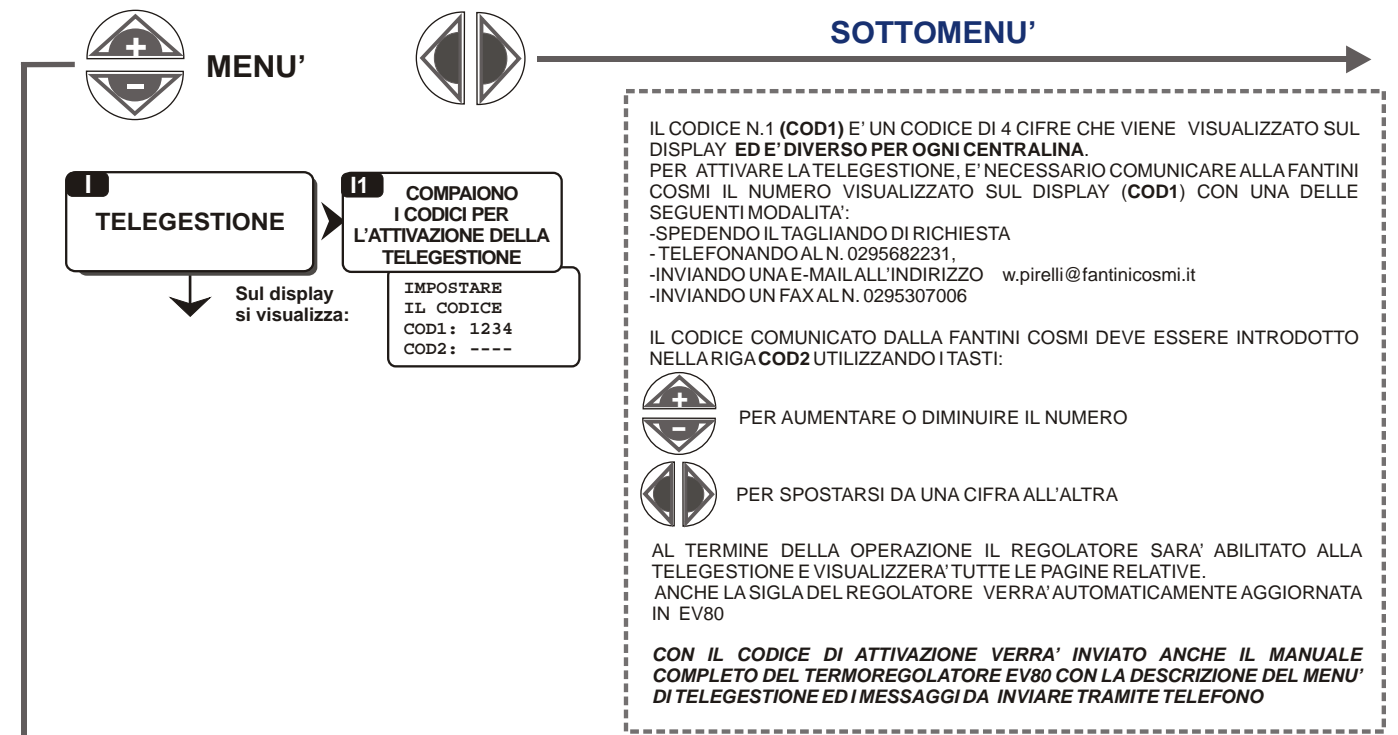 MENU'
SOTTOMENU'
I
TELEGESTIONE
I1
COMPAIONO
I CODICI PER
L'ATTIVAZIONE DELLA
TELEGESTIONE
Sul display
si visualizza:
IMPOSTARE
IL CODICE
COD1: 1234
COD2: ----
IL CODICE N.1 (COD1) E' UN CODICE DI 4 CIFRE CHE VIENE VISUALIZZATO SUL
DISPLAY ED E' DIVERSO PER OGNI CENTRALINA.
PER ATTIVARE LA TELEGESTIONE, E' NECESSARIO COMUNICARE ALLA FANTINI
COSMI IL NUMERO VISUALIZZATO SUL DISPLAY (COD1) CON UNA DELLE
SEGUENTI MODALITA':
-SPEDENDO IL TAGLIANDO DI RICHIESTA
- TELEFONANDO AL N. 0295682231,
-INVIANDO UNA E-MAIL ALL'INDIRIZZO w.pirelli@fantinicosmi.it
-INVIANDO UN FAX AL N. 0295307006
IL CODICE COMUNICATO DALLA FANTINI COSMI DEVE ESSERE INTRODOTTO
NELLA RIGA COD2 UTILIZZANDO I TASTI:
+
PER AUMENTARE O DIMINUIRE IL NUMERO
-
PER SPOSTARSI DA UNA CIFRA ALL'ALTRA
AL TERMINE DELLA OPERAZIONE IL REGOLATORE SARA' ABILITATO ALLA
TELEGESTIONE E VISUALIZZERA' TUTTE LE PAGINE RELATIVE.
ANCHE LA SIGLA DEL REGOLATORE VERRA' AUTOMATICAMENTE AGGIORNATA
IN EV80
CON IL CODICE DI ATTIVAZIONE VERRA' INVIATO ANCHE IL MANUALE
COMPLETO DEL TERMOREGOLATORE EV80 CON LA DESCRIZIONE DEL MENU'
DI TELEGESTIONE ED I MESSAGGI DA INVIARE TRAMITE TELEFONO